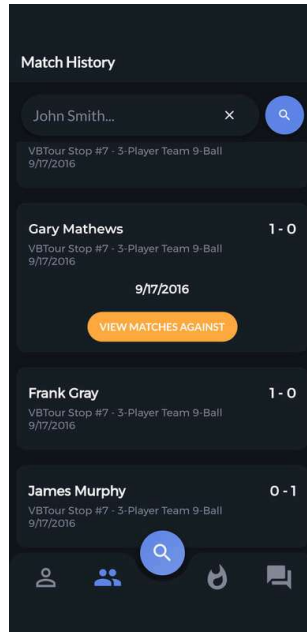 Match History
John Smith...
VBTour Stop #7 - 3-Player Team 9-Ball
9/17/2016
Gary Mathews 1 - 0
VBTour Stop #7 - 3-Player Team 9-Ball
9/17/2016
9/17/2016
VIEW MATCHES AGAINST
Frank Gray 1 - 0
VBTour Stop #7 - 3-Player Team 9-Ball
9/17/2016
James Murphy 0 - 1
VBTour Stop #7 - 3-Player Team 9-Ball
9/17/2016